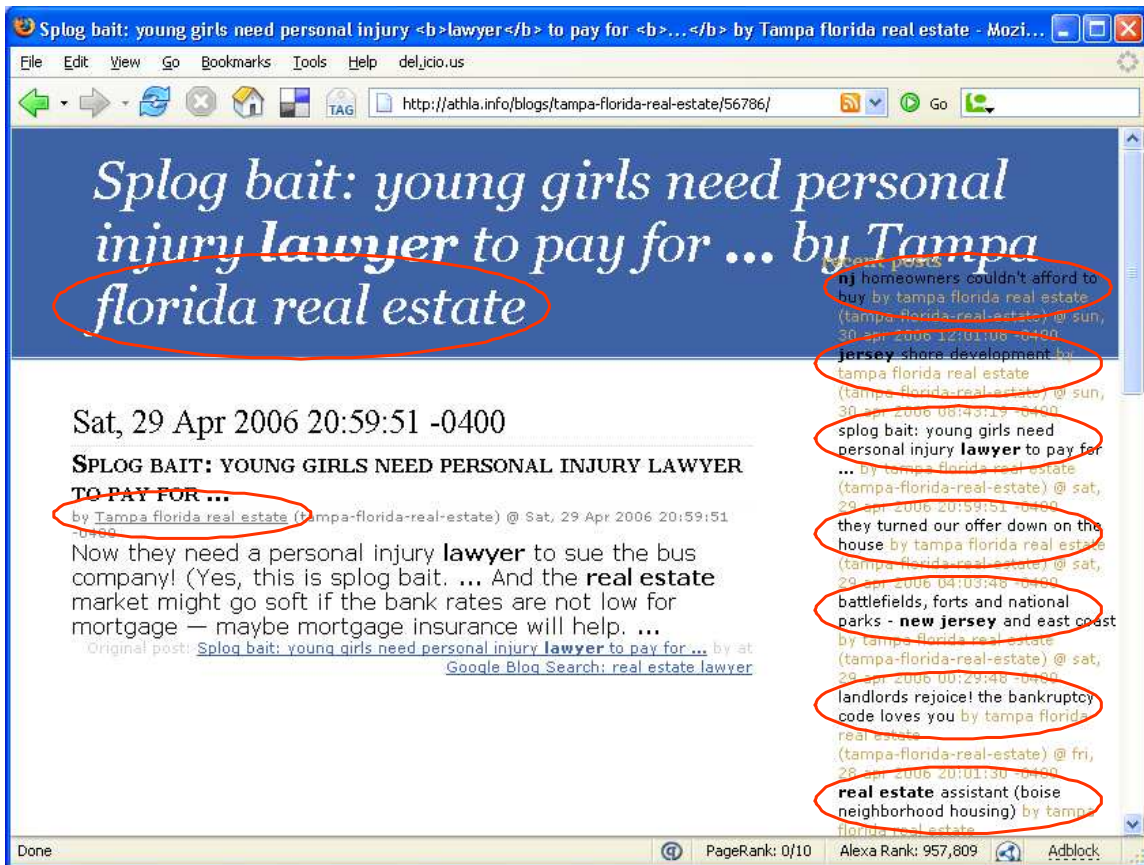 Splog bait: young girls need personal injury <b>lawyer</b> to pay for <b>...</b> by Tampa florida real estate - Mozi...
File Edit View Go Bookmarks Tools Help del.icio.us
TAG http://athla.info/blogs/tampa-florida-real-estate/56786/ Go
Splog bait: young girls need personal
injury lawyer to pay for ... by Tampa
florida real estate
Sat, 29 Apr 2006 20:59:51 -0400
SPLOG BAIT: YOUNG GIRLS NEED PERSONAL INJURY LAWYER
TO PAY FOR ...
by Tampa florida real estate (tampa-florida-real-estate) @ Sat, 29 Apr 2006 20:59:51
-0400
Now they need a personal injury lawyer to sue the bus
company! (Yes, this is splog bait. ... And the real estate
market might go soft if the bank rates are not low for
mortgage — maybe mortgage insurance will help. ...
Original post: Splog bait: young girls need personal injury lawyer to pay for ... by at
Google Blog Search: real estate lawyer
recent posts
nj homeowners couldn't afford to
buy by tampa florida real estate
(tampa-florida-real-estate) @ sun,
30 apr 2006 12:01:08 -0400
jersey shore development by
tampa florida real estate
(tampa-florida-real-estate) @ sun,
30 apr 2006 08:43:19 -0400
splog bait: young girls need
personal injury lawyer to pay for
... by tampa florida real estate
(tampa-florida-real-estate) @ sat,
29 apr 2006 20:59:51 -0400
they turned our offer down on the
house by tampa florida real estate
(tampa-florida-real-estate) @ sat,
29 apr 2006 04:03:48 -0400
battlefields, forts and national
parks - new jersey and east coast
by tampa florida real estate
(tampa-florida-real-estate) @ sat,
29 apr 2006 00:29:48 -0400
landlords rejoice! the bankruptcy
code loves you by tampa florida
real estate
(tampa-florida-real-estate) @ fri,
28 apr 2006 20:01:30 -0400
real estate assistant (boise
neighborhood housing) by tampa
florida real estate
Done PageRank: 0/10 Alexa Rank: 957,809 Adblock